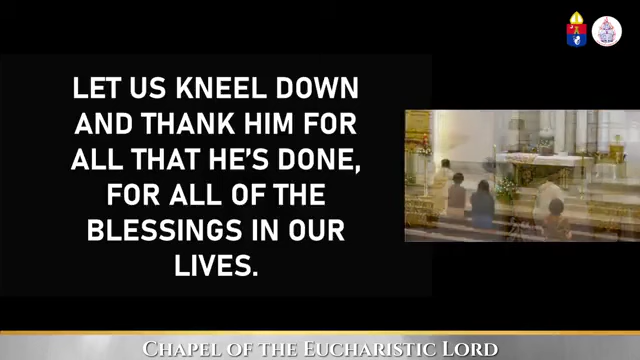 LET US KNEEL DOWN
AND THANK HIM FOR
ALL THAT HE'S DONE,
FOR ALL OF THE
BLESSINGS IN OUR
LIVES.
CHAPEL OF THE EUCHARISTIC LORD